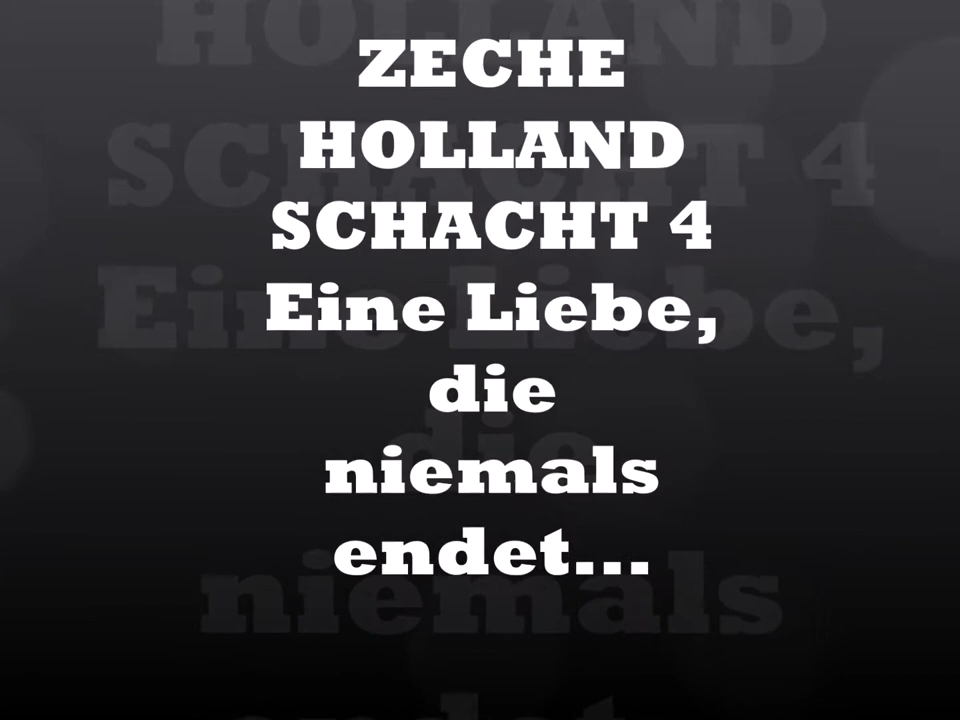 ZECHE
HOLLAND
SCHACHT 4
Eine Liebe,
die
niemals
endet...